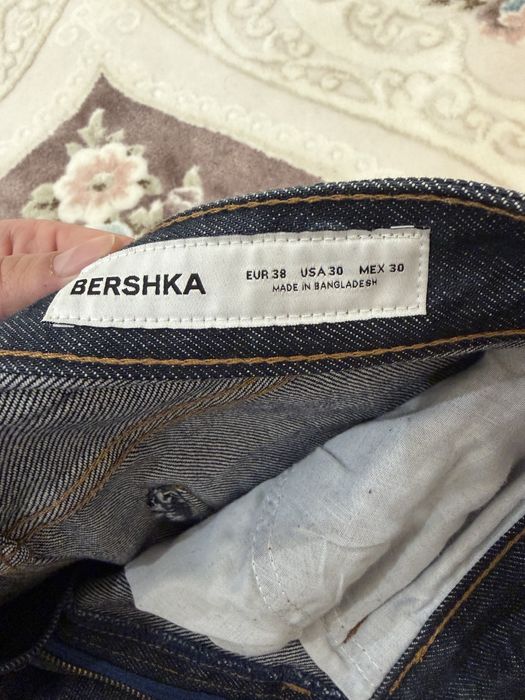 BERSHKA
EUR 38 USA 30 MEX 30
MADE IN BANGLADESH